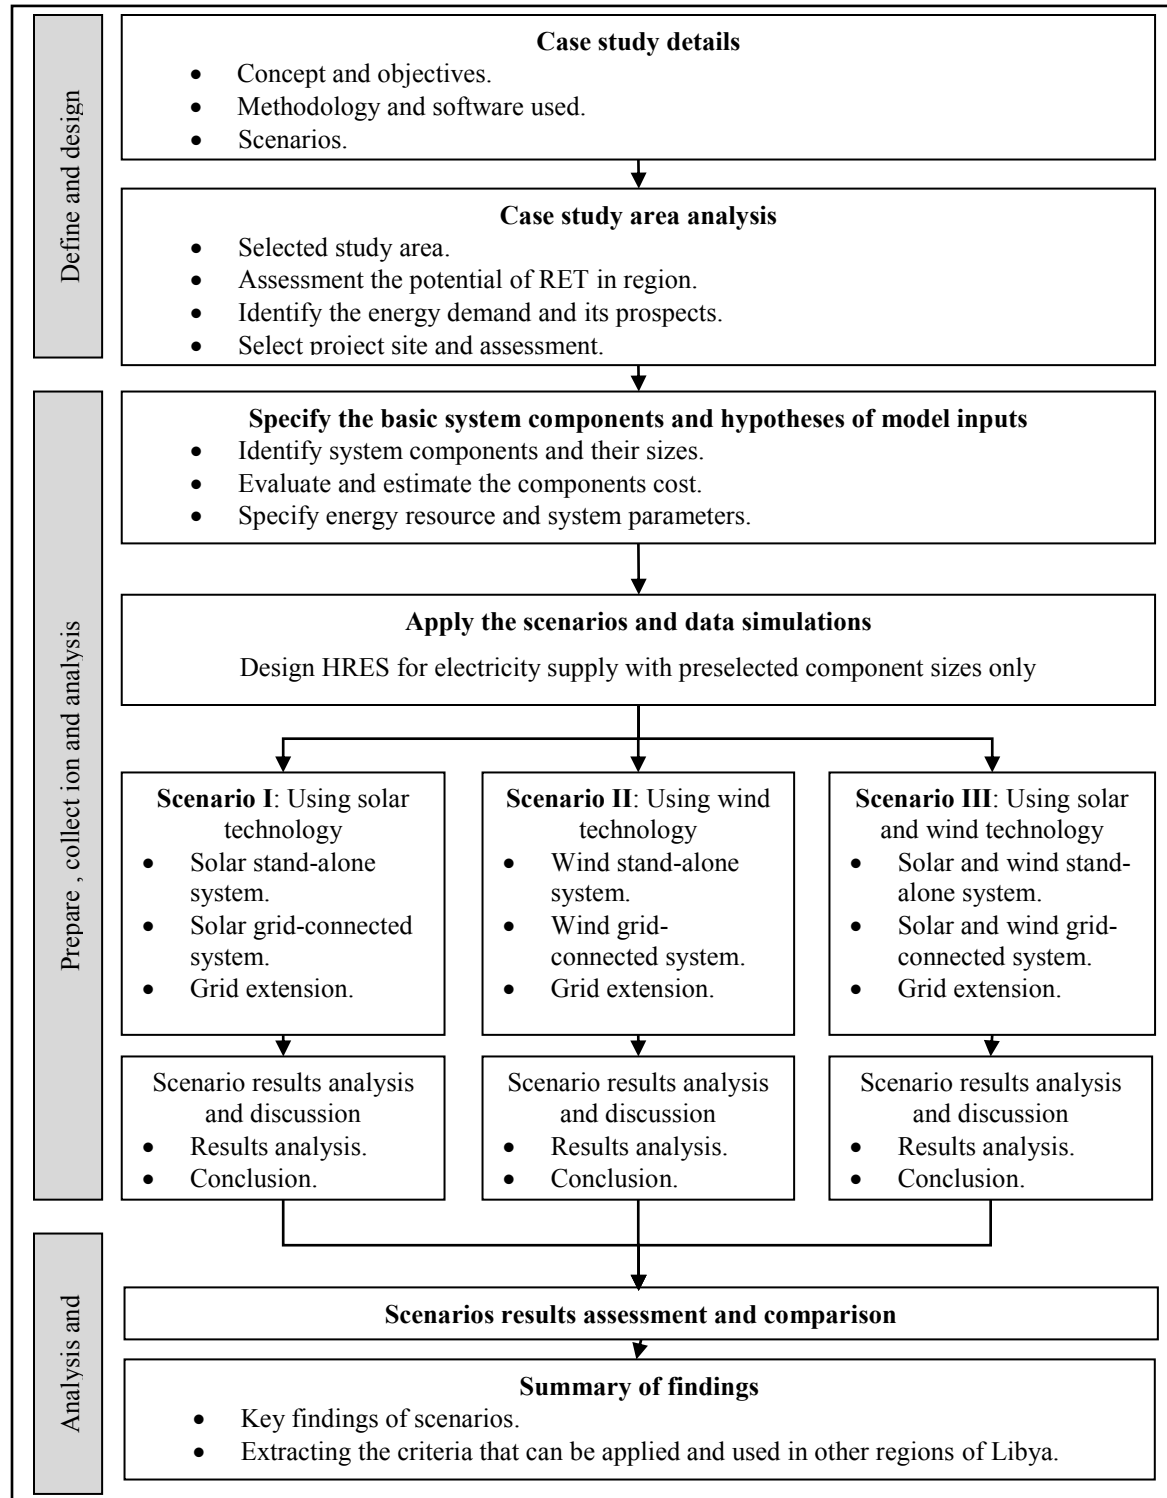 Define and design
Case study details
• Concept and objectives.
• Methodology and software used.
• Scenarios.
Case study area analysis
• Selected study area.
• Assessment the potential of RET in region.
• Identify the energy demand and its prospects.
• Select project site and assessment.
Prepare , collect ion and analysis
Specify the basic system components and hypotheses of model inputs
• Identify system components and their sizes.
• Evaluate and estimate the components cost.
• Specify energy resource and system parameters.
Apply the scenarios and data simulations
Design HRES for electricity supply with preselected component sizes only
Scenario I: Using solar
technology
• Solar stand-alone
system.
• Solar grid-connected
system.
• Grid extension.
Scenario II: Using wind
technology
• Wind stand-alone
system.
• Wind grid-
connected system.
• Grid extension.
Scenario III: Using solar
and wind technology
• Solar and wind stand-
alone system.
• Solar and wind grid-
connected system.
• Grid extension.
Scenario results analysis
and discussion
• Results analysis.
• Conclusion.
Scenario results analysis
and discussion
• Results analysis.
• Conclusion.
Scenario results analysis
and discussion
• Results analysis.
• Conclusion.
Analysis and
Scenarios results assessment and comparison
Summary of findings
• Key findings of scenarios.
• Extracting the criteria that can be applied and used in other regions of Libya.